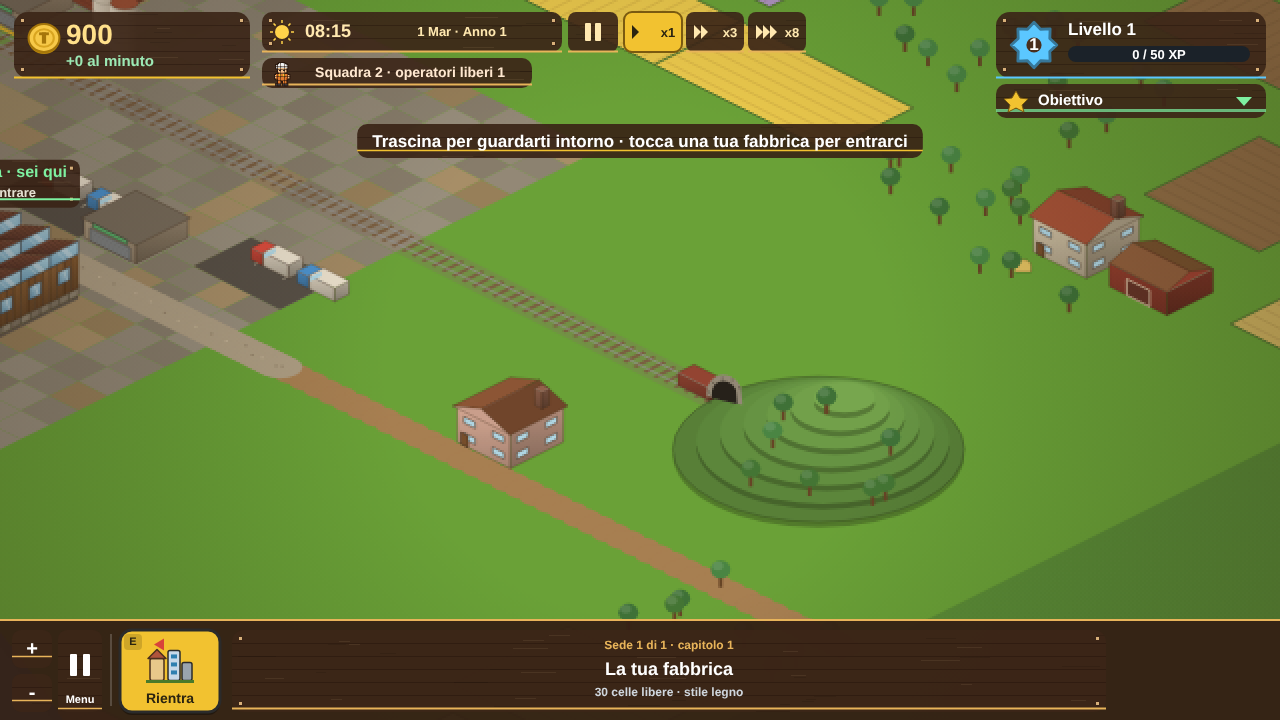 900
+0 al minuto
08:15
1 Mar · Anno 1
x1
x3
x8
Squadra 2 · operatori liberi 1
1
Livello 1
0 / 50 XP
Obiettivo
Trascina per guardarti intorno · tocca una tua fabbrica per entrarci
· sei qui
ntrare
+
-
Menu
E
Rientra
Sede 1 di 1 · capitolo 1
La tua fabbrica
30 celle libere · stile legno